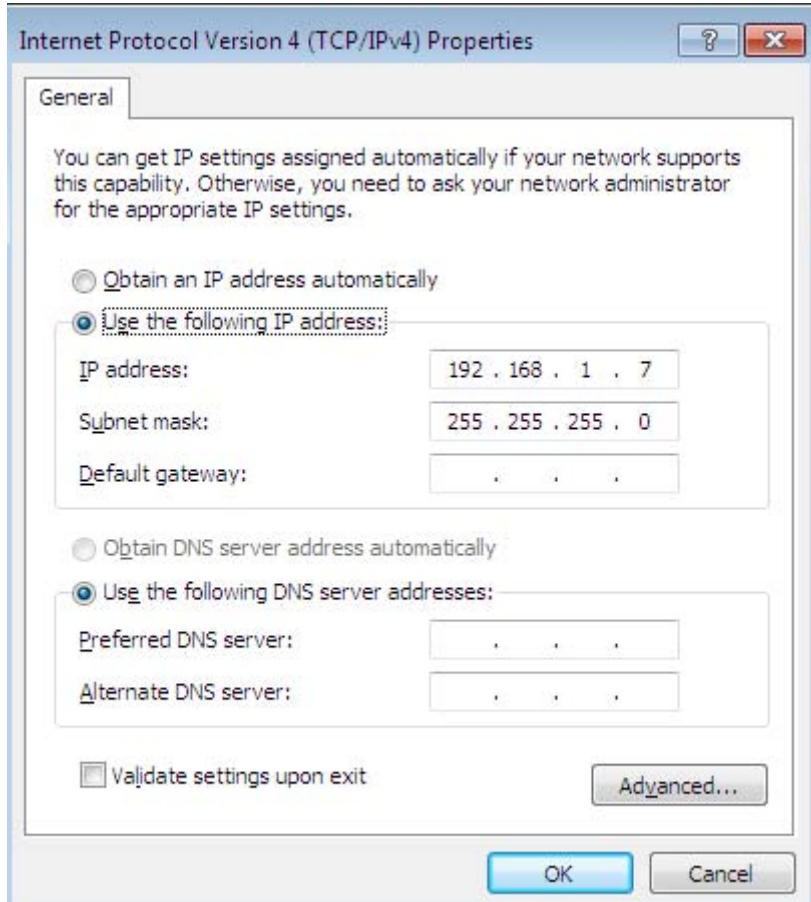 Internet Protocol Version 4 (TCP/IPv4) Properties
General
You can get IP settings assigned automatically if your network supports
this capability. Otherwise, you need to ask your network administrator
for the appropriate IP settings.
Obtain an IP address automatically
Use the following IP address:
IP address: 192 . 168 . 1 . 7
Subnet mask: 255 . 255 . 255 . 0
Default gateway: . . .
Obtain DNS server address automatically
Use the following DNS server addresses:
Preferred DNS server: . . .
Alternate DNS server: . . .
Validate settings upon exit
Advanced...
OK Cancel